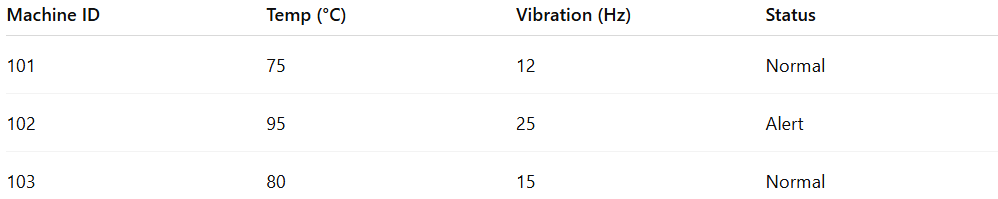 Machine ID Temp (°C) Vibration (Hz) Status
101 75 12 Normal
102 95 25 Alert
103 80 15 Normal